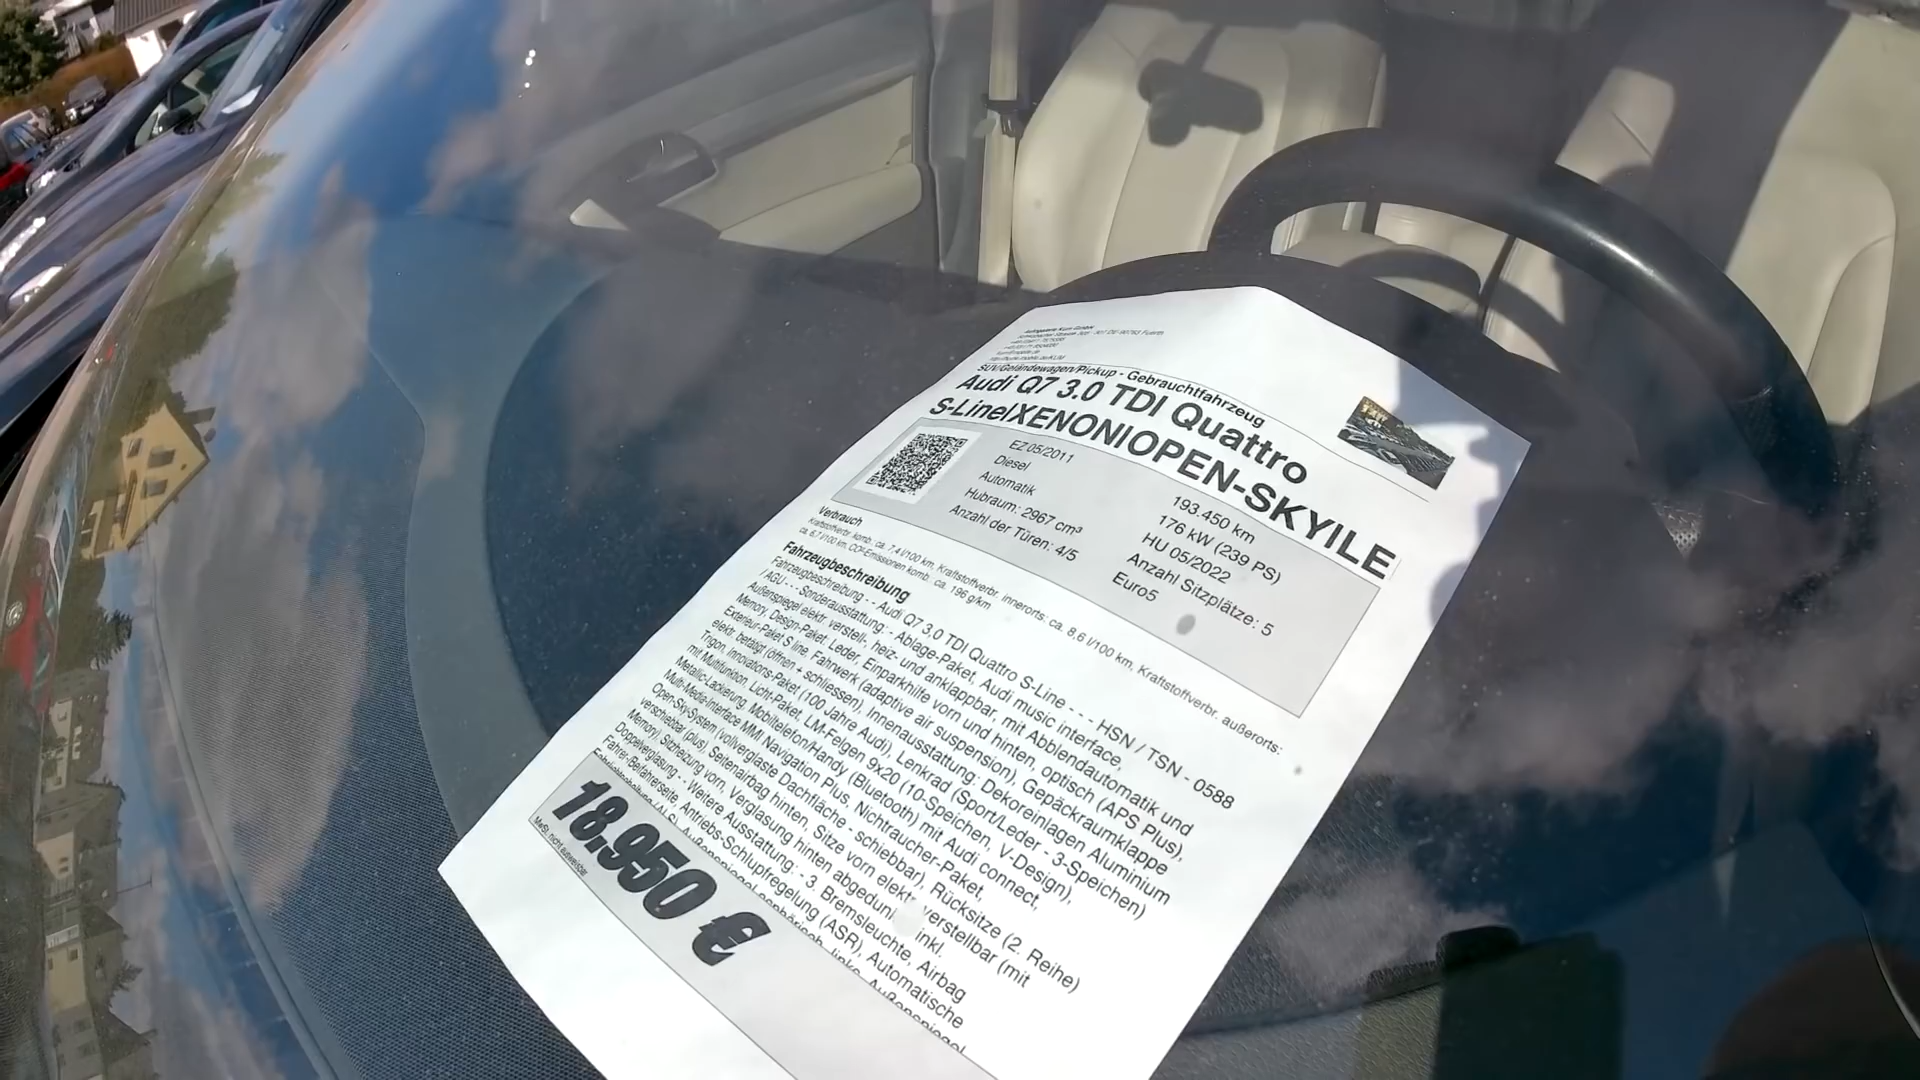 Autogalerie Kum GmbH
SUV/Geländewagen/Pickup - Gebrauchtfahrzeug
Audi Q7 3.0 TDI Quattro
S-Line|XENON|OPEN-SKY|LE
EZ 05/2011
Diesel
Automatik
Hubraum: 2967 cm³
Anzahl der Türen: 4/5
193.450 km
176 kW (239 PS)
HU 05/2022
Anzahl Sitzplätze: 5
Euro5
Verbrauch
Kraftstoffverbr. komb.: ca. 7,4 l/100 km, Kraftstoffverbr. innerorts: ca. 8,6 l/100 km, Kraftstoffverbr. außerorts:
ca. 6,7 l/100 km, CO²-Emissionen komb.: ca. 196 g/km
Fahrzeugbeschreibung
Fahrzeugbeschreibung - - Audi Q7 3.0 TDI Quattro S-Line - - - HSN / TSN - 0588
/ AGU - - - Sonderausstattung: - Ablage-Paket, Audi music interface,
Außenspiegel elektr. verstell-, heiz- und anklappbar, mit Abblendautomatik und
Memory, Design-Paket: Leder, Einparkhilfe vorn und hinten, optisch (APS Plus),
Exterieur-Paket S line, Fahrwerk (adaptive air suspension), Gepäckraumklappe
elektr. betätigt (öffnen + schliessen), Innenausstattung: Dekoreinlagen Aluminium
Trigon, Innovations-Paket (100 Jahre Audi), Lenkrad (Sport/Leder - 3-Speichen)
mit Multifunktion, Licht-Paket, LM-Felgen 9x20 (10-Speichen, V-Design),
Metallic-Lackierung, Mobiltelefon/Handy (Bluetooth) mit Audi connect,
Multi-Media-Interface MMI Navigation Plus, Nichtraucher-Paket,
Open-Sky-System (vollverglaste Dachfläche - schiebbar), Rücksitze (2. Reihe)
verschiebbar (plus), Seitenairbag hinten, Sitze vorn elekt verstellbar (mit
Memory), Sitzheizung vorn, Verglasung hinten abgedunk inkl.
Doppelverglasung - - Weitere Ausstattung: - 3. Bremsleuchte, Airbag
Fahrer-/Beifahrerseite, Antriebs-Schlupfregelung (ASR), Automatische
18.950 €
MwSt. nicht ausweisbar